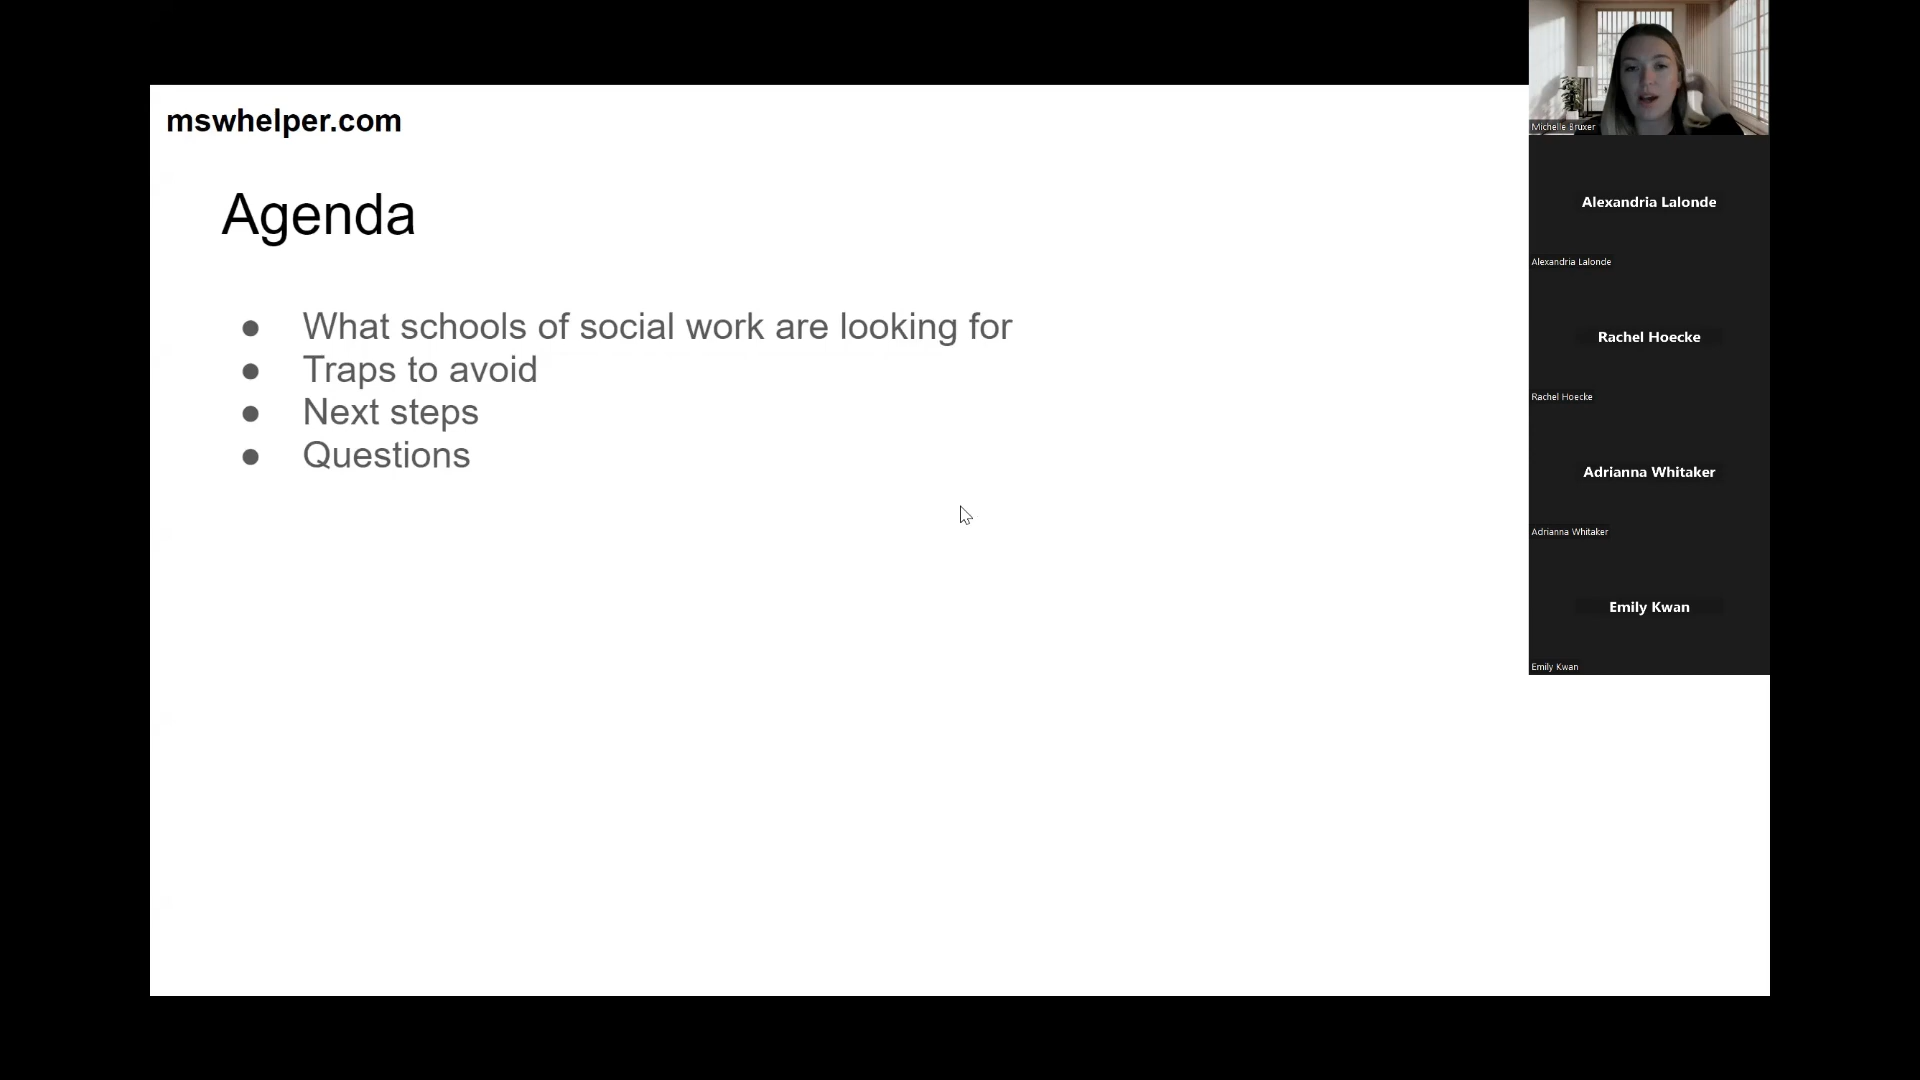 mswhelper.com
Agenda
● What schools of social work are looking for
● Traps to avoid
● Next steps
● Questions
Michelle Bruxer
Alexandria Lalonde
Alexandria Lalonde
Rachel Hoecke
Rachel Hoecke
Adrianna Whitaker
Adrianna Whitaker
Emily Kwan
Emily Kwan